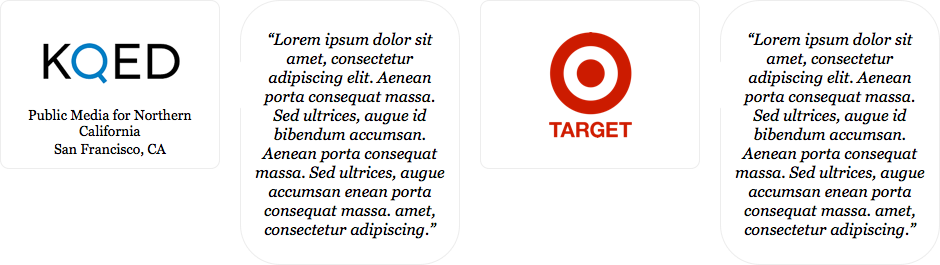 KQED
Public Media for Northern
California
San Francisco, CA
“Lorem ipsum dolor sit
amet, consectetur
adipiscing elit. Aenean
porta consequat massa.
Sed ultrices, augue id
bibendum accumsan.
Aenean porta consequat
massa. Sed ultrices, augue
accumsan enean porta
consequat massa. amet,
consectetur adipiscing.”
TARGET
“Lorem ipsum dolor sit
amet, consectetur
adipiscing elit. Aenean
porta consequat massa.
Sed ultrices, augue id
bibendum accumsan.
Aenean porta consequat
massa. Sed ultrices, augue
accumsan enean porta
consequat massa. amet,
consectetur adipiscing.”